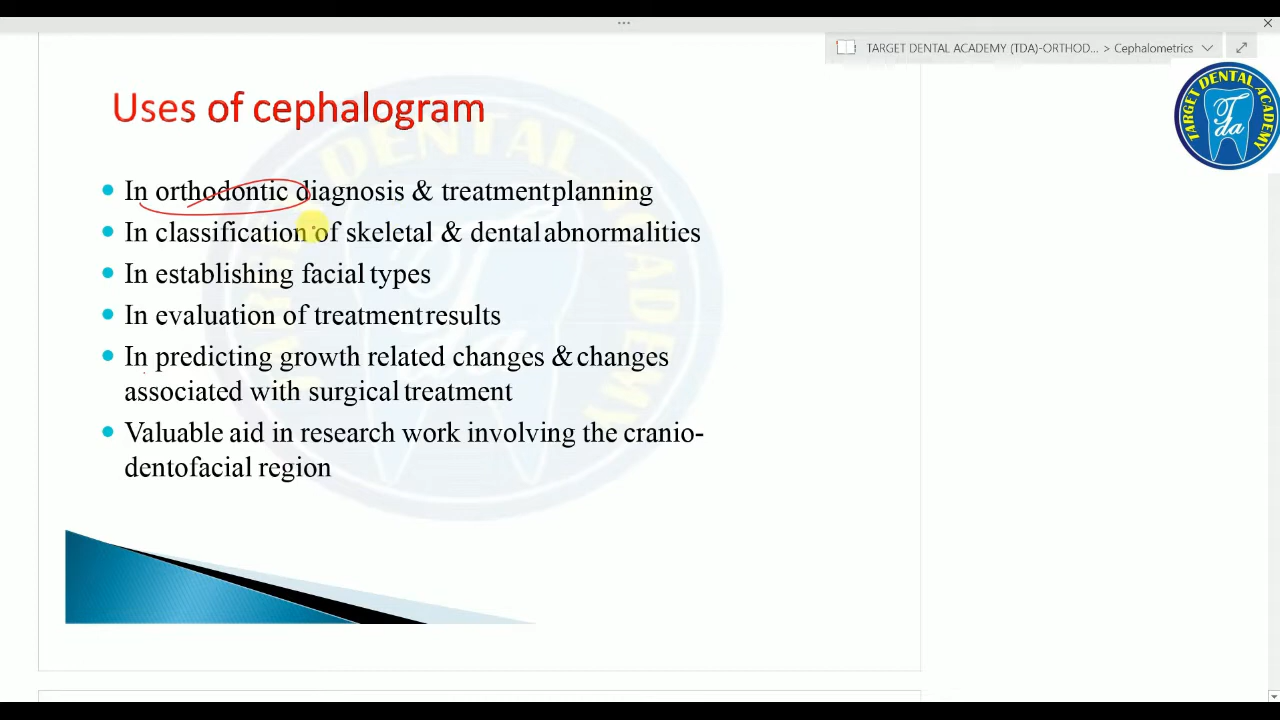 TARGET DENTAL ACADEMY (TDA)-ORTHOD... > Cephalometrics
TARGET DENTAL ACADEMY
Tda
Uses of cephalogram
• In orthodontic diagnosis & treatment planning
• In classification of skeletal & dental abnormalities
• In establishing facial types
• In evaluation of treatment results
• In predicting growth related changes & changes
associated with surgical treatment
• Valuable aid in research work involving the cranio-
dentofacial region